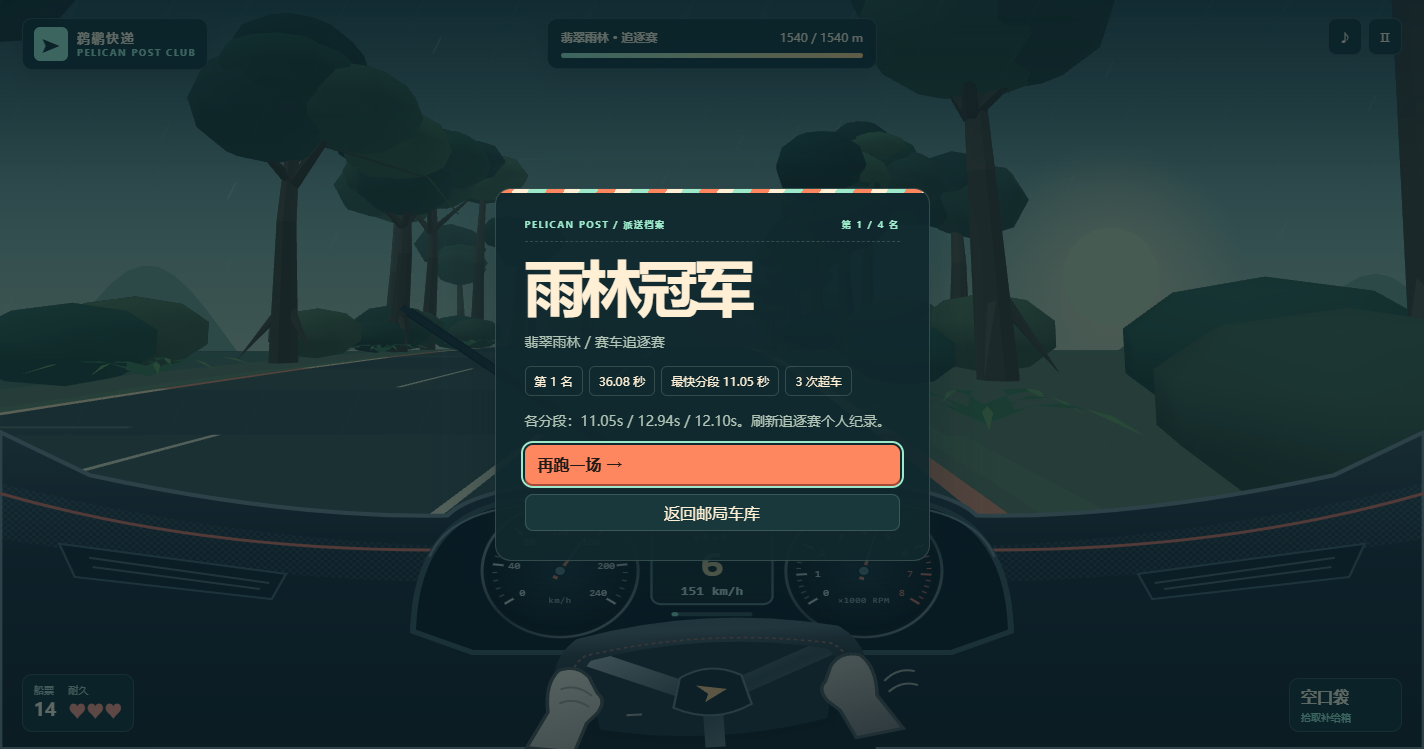 鹈鹕快递
PELICAN POST CLUB
翡翠雨林 • 追逐赛
1540 / 1540 m
♪
II
PELICAN POST / 派送档案
第 1 / 4 名
雨林冠军
翡翠雨林 / 赛车追逐赛
第 1 名
36.08 秒
最快分段 11.05 秒
3 次超车
各分段：11.05s / 12.94s / 12.10s。刷新追逐赛个人纪录。
再跑一场 →
返回邮局车库
40
200
0
240
km/h
6
151 km/h
1
7
0
8
×1000 RPM
船票
耐久
14
空口袋
拾取补给箱